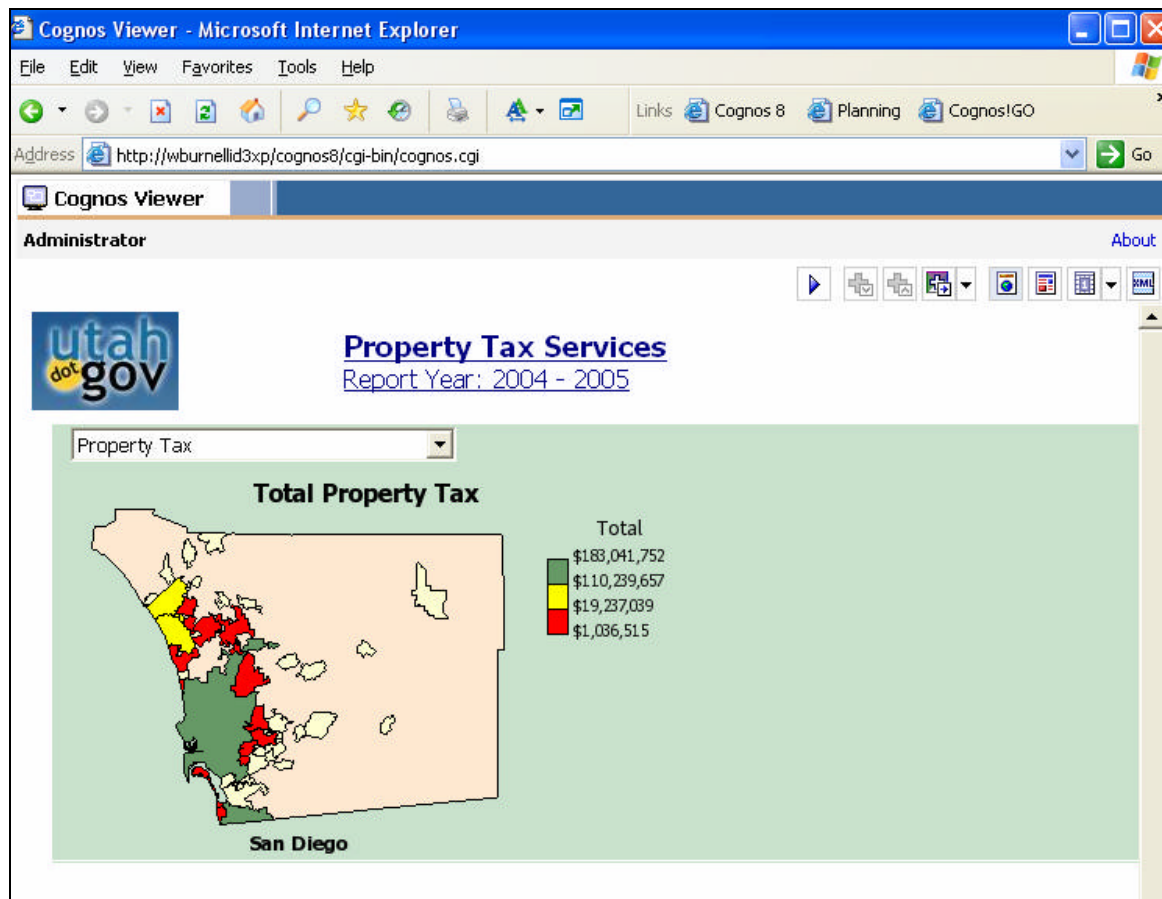 Cognos Viewer - Microsoft Internet Explorer
File Edit View Favorites Tools Help
Links Cognos 8 Planning Cognos!GO
Address http://wburnellid3xp/cognos8/cgi-bin/cognos.cgi Go
Cognos Viewer
Administrator About
XML
utah
dot gov
Property Tax Services
Report Year: 2004 - 2005
Property Tax
Total Property Tax
Total
$183,041,752
$110,239,657
$19,237,039
$1,036,515
San Diego